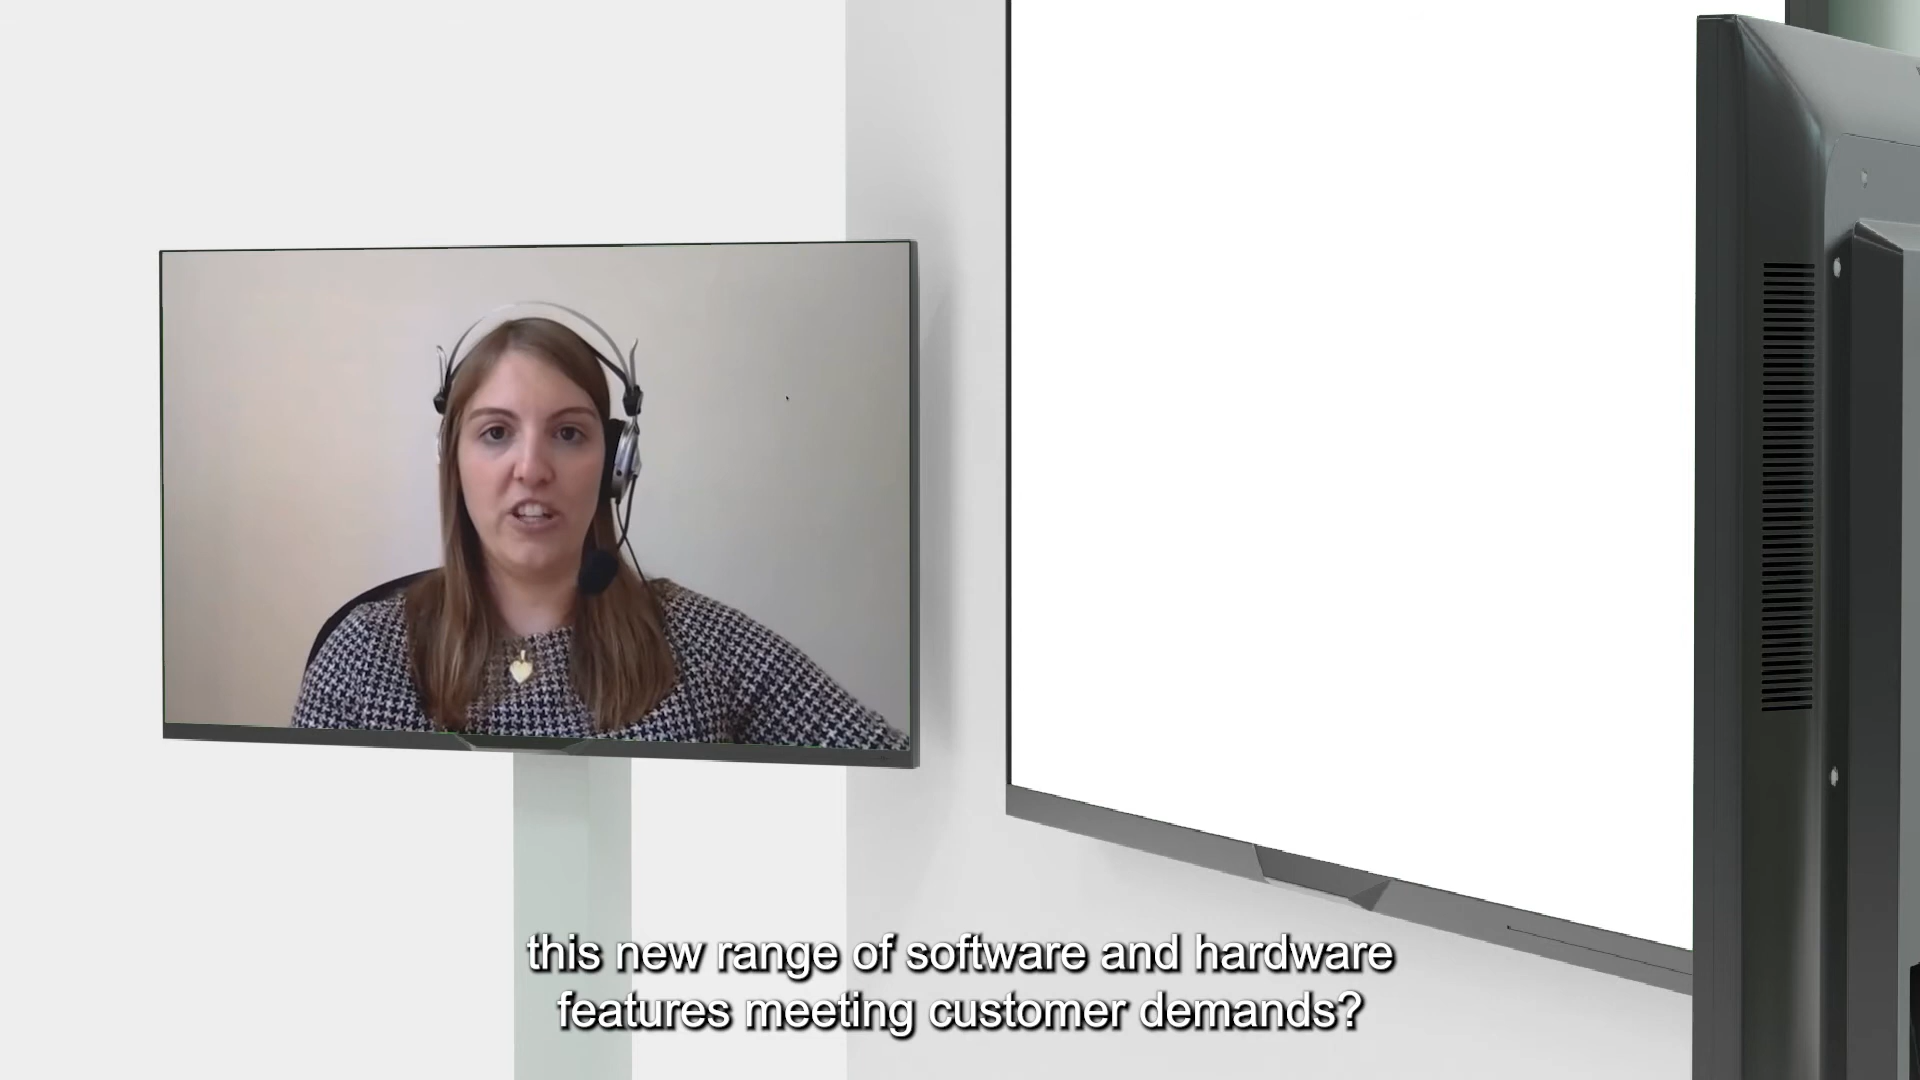 this new range of software and hardware
features meeting customer demands?